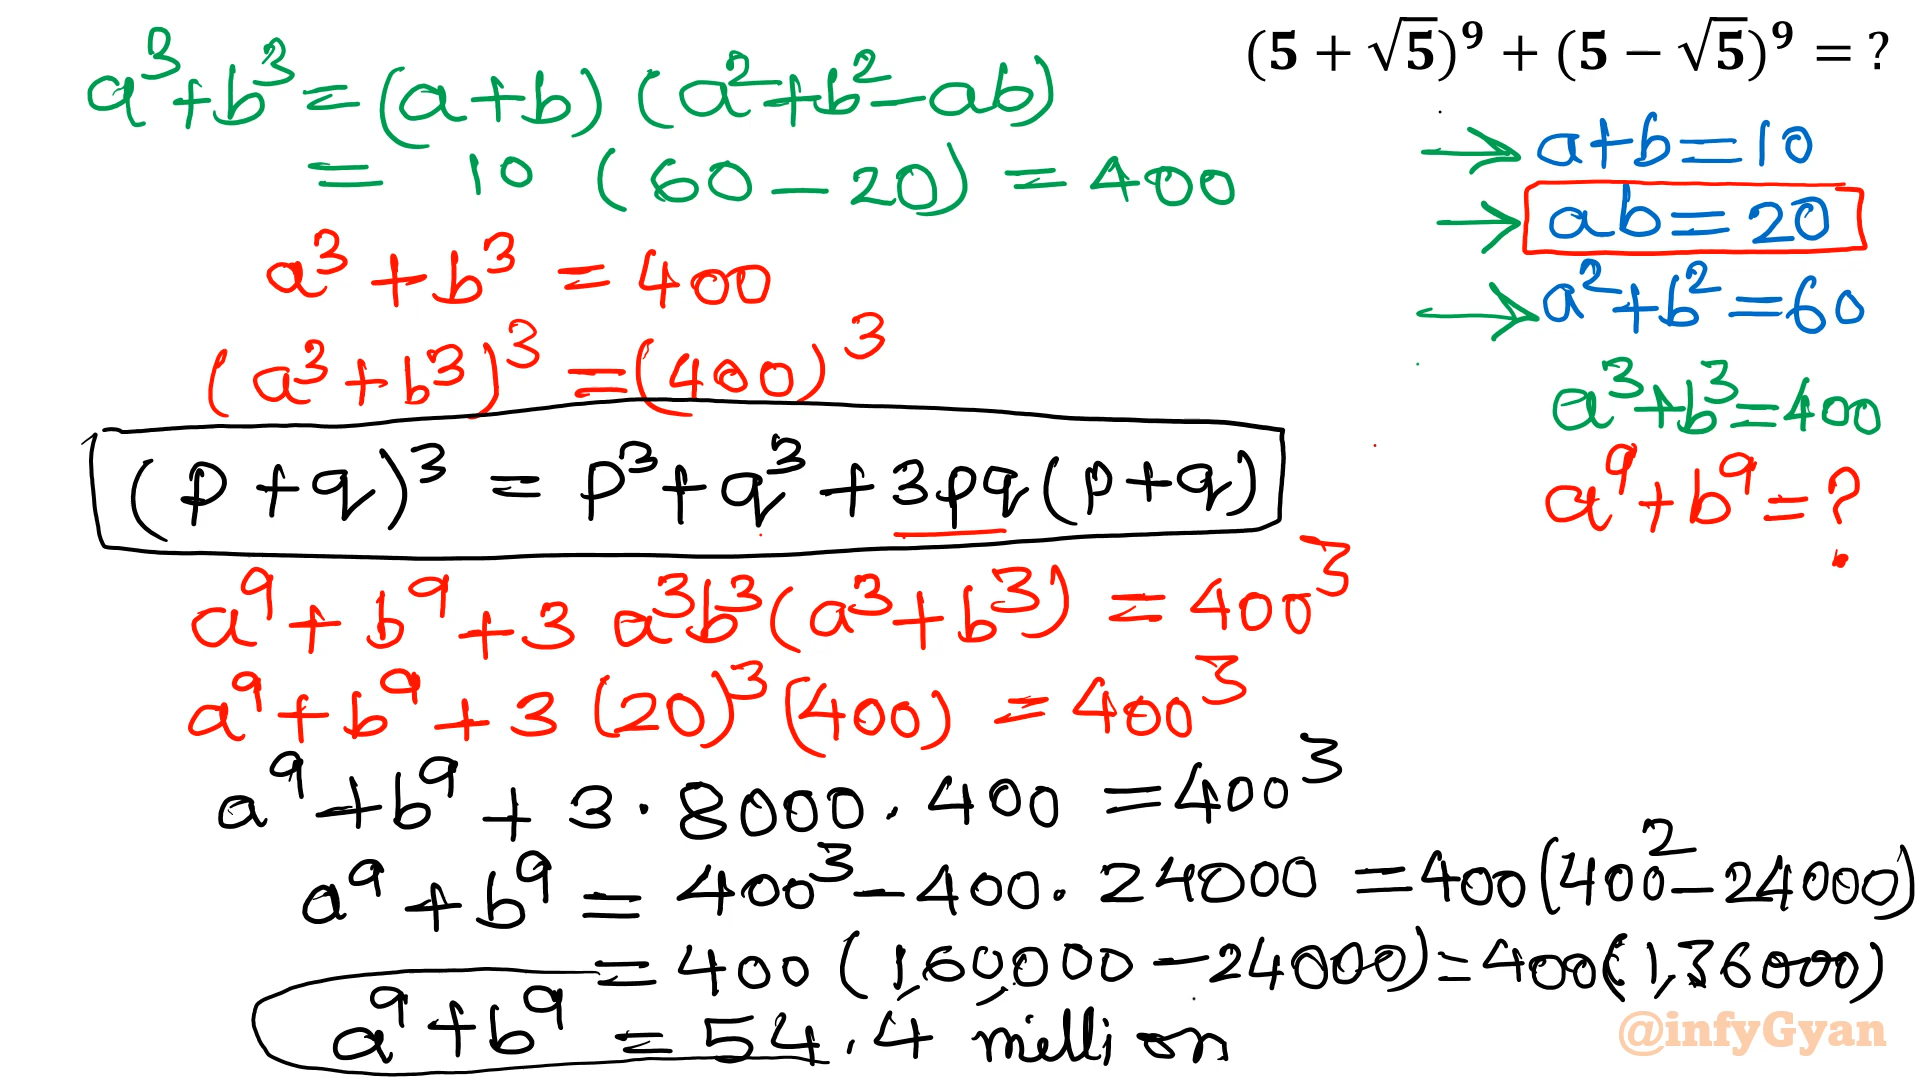 (5 + √5)⁹ + (5 − √5)⁹ = ?
a³+b³ = (a+b) (a²+b²−ab)
= 10 (60 − 20) = 400
a³ + b³ = 400
(a³ + b³)³ = (400)³
(p + q)³ = p³ + q³ + 3pq(p+q)
a⁹ + b⁹ + 3 a³b³(a³ + b³) = 400³
a⁹ + b⁹ + 3 (20)³ (400) = 400³
a⁹ + b⁹ + 3 · 8000 · 400 = 400³
a⁹ + b⁹ = 400³ − 400 · 24000 = 400(400² − 24000)
= 400 (1,60,000 − 24000) = 400(1,36000)
a⁹ + b⁹ = 54.4 million
→ a+b = 10
→ ab = 20
→ a²+b² = 60
a³+b³ = 400
a⁹ + b⁹ = ?
@infyGyan